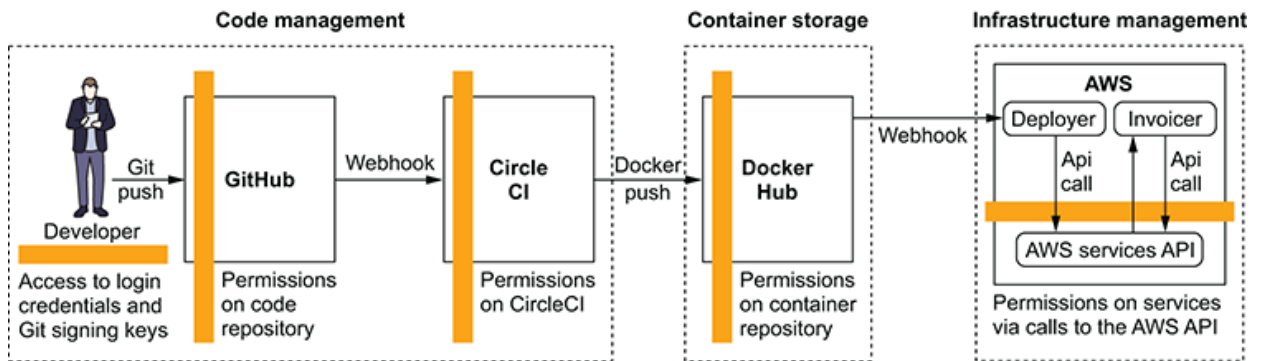 Code management
Container storage
Infrastructure management
Git
push
Developer
Access to login
credentials and
Git signing keys
GitHub
Permissions
on code
repository
Webhook
Circle
CI
Permissions
on CircleCI
Docker
push
Docker
Hub
Permissions
on container
repository
Webhook
AWS
Deployer
Invoicer
Api
call
Api
call
AWS services API
Permissions on services
via calls to the AWS API